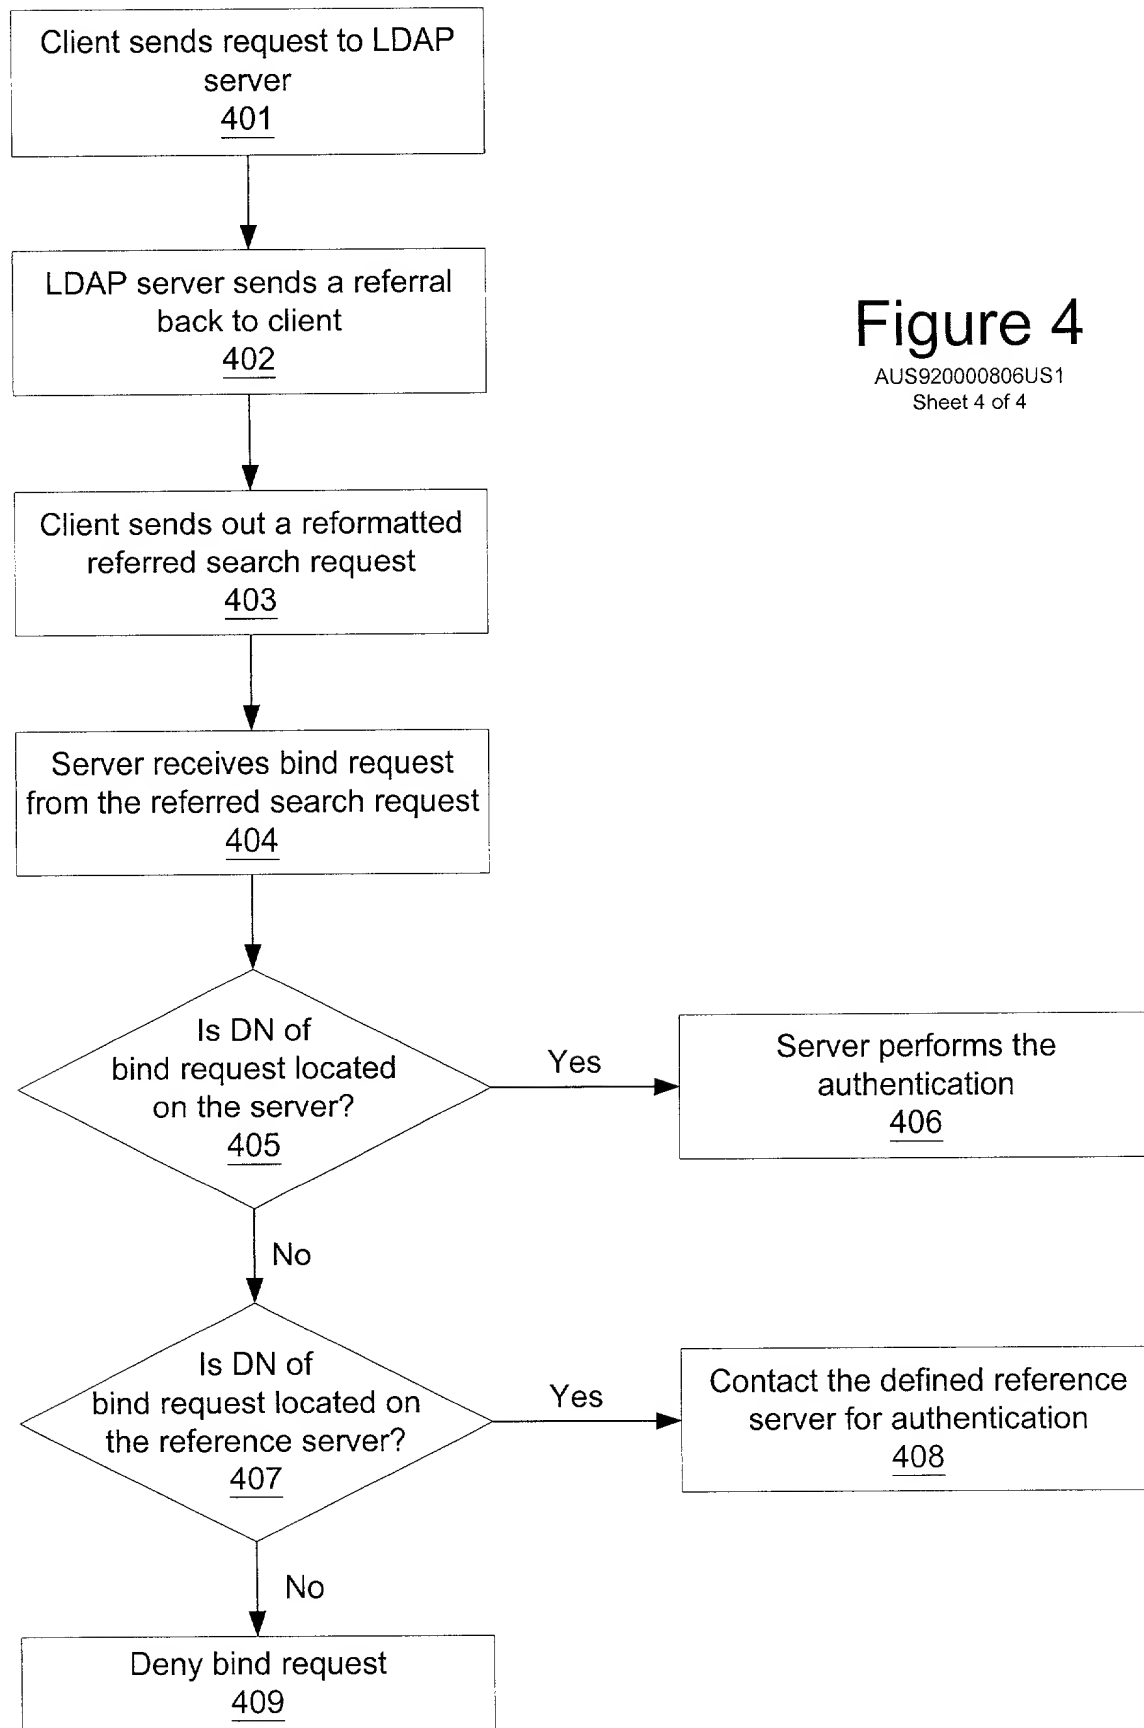 Client sends request to LDAP
server
401
LDAP server sends a referral
back to client
402
Figure 4
AUS920000806US1
Sheet 4 of 4
Client sends out a reformatted
referred search request
403
Server receives bind request
from the referred search request
404
Is DN of
bind request located
on the server?
405
Yes
Server performs the
authentication
406
No
Is DN of
bind request located on
the reference server?
407
Yes
Contact the defined reference
server for authentication
408
No
Deny bind request
409